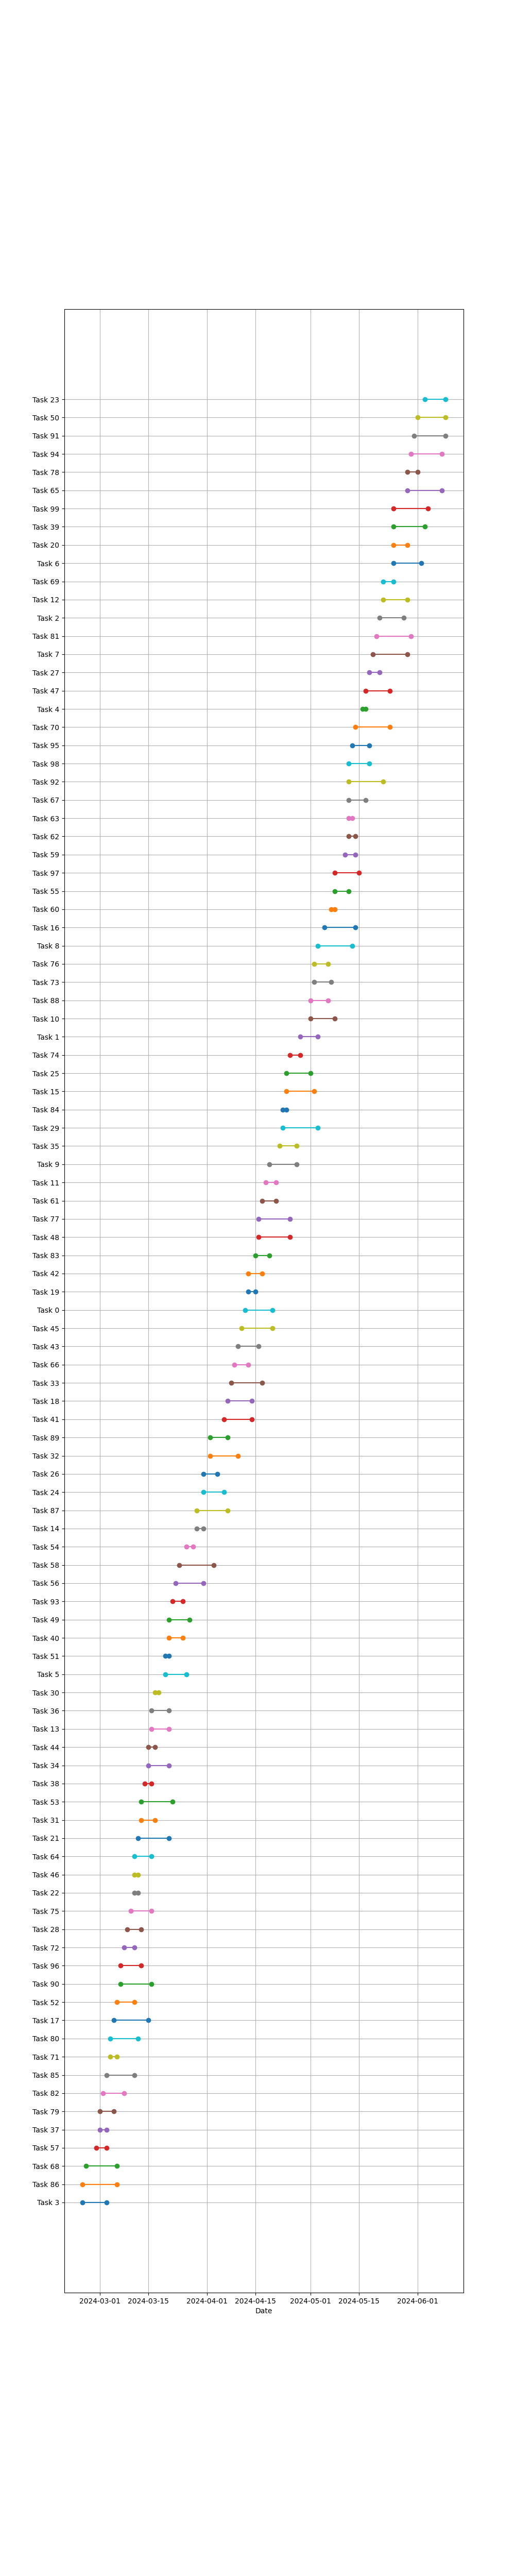 Task 23
Task 50
Task 91
Task 94
Task 78
Task 65
Task 99
Task 39
Task 20
Task 6
Task 69
Task 12
Task 2
Task 81
Task 7
Task 27
Task 47
Task 4
Task 70
Task 95
Task 98
Task 92
Task 67
Task 63
Task 62
Task 59
Task 97
Task 55
Task 60
Task 16
Task 8
Task 76
Task 73
Task 88
Task 10
Task 1
Task 74
Task 25
Task 15
Task 84
Task 29
Task 35
Task 9
Task 11
Task 61
Task 77
Task 48
Task 83
Task 42
Task 19
Task 0
Task 45
Task 43
Task 66
Task 33
Task 18
Task 41
Task 89
Task 32
Task 26
Task 24
Task 87
Task 14
Task 54
Task 58
Task 56
Task 93
Task 49
Task 40
Task 51
Task 5
Task 30
Task 36
Task 13
Task 44
Task 34
Task 38
Task 53
Task 31
Task 21
Task 64
Task 46
Task 22
Task 75
Task 28
Task 72
Task 96
Task 90
Task 52
Task 17
Task 80
Task 71
Task 85
Task 82
Task 79
Task 37
Task 57
Task 68
Task 86
Task 3
2024-03-01 2024-03-15 2024-04-01 2024-04-15 2024-05-01 2024-05-15 2024-06-01
Date